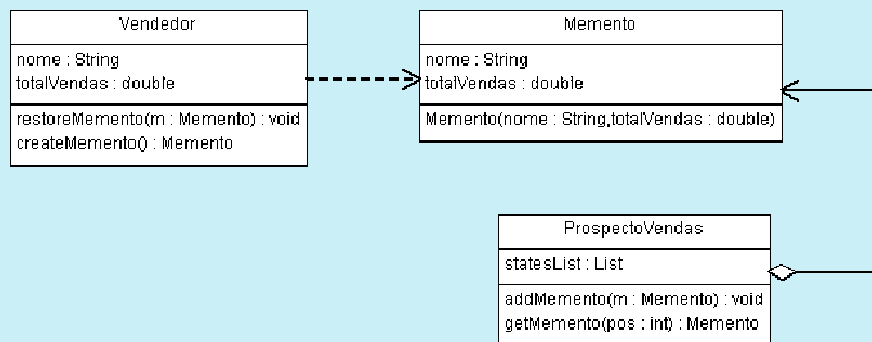 Vendedor
nome : String
totalVendas : double
restoreMemento(m : Memento) : void
createMemento() : Memento
Memento
nome : String
totalVendas : double
Memento(nome : String,totalVendas : double)
ProspectoVendas
statesList : List
addMemento(m : Memento) : void
getMemento(pos : int) : Memento